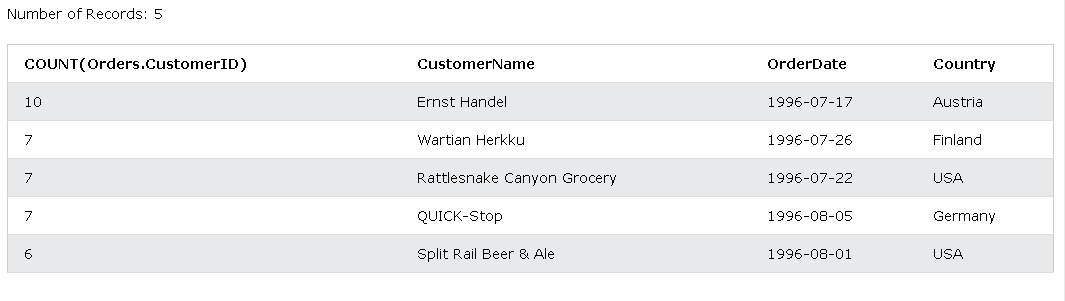 Number of Records: 5
COUNT(Orders.CustomerID) CustomerName OrderDate Country
10 Ernst Handel 1996-07-17 Austria
7 Wartian Herkku 1996-07-26 Finland
7 Rattlesnake Canyon Grocery 1996-07-22 USA
7 QUICK-Stop 1996-08-05 Germany
6 Split Rail Beer & Ale 1996-08-01 USA